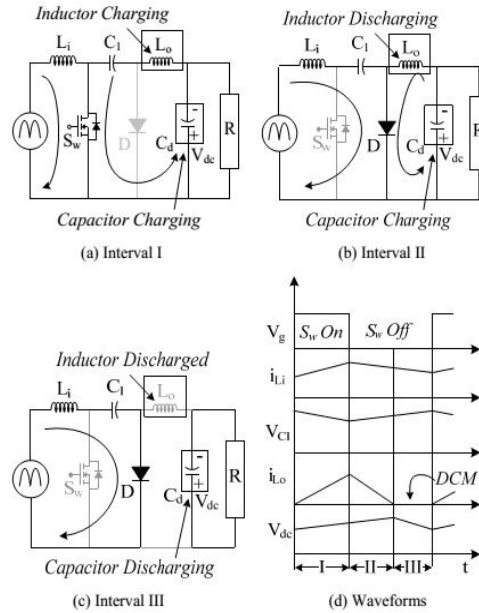 Inductor Charging
Li
C1
Lo
Sw
D
Cd
-
+
Vdc
R
Capacitor Charging
(a) Interval I
Inductor Discharging
Li
C1
Lo
Sw
D
Cd
-
+
Vdc
R
Capacitor Charging
(b) Interval II
Inductor Discharged
Li
C1
Lo
Sw
D
Cd
-
+
Vdc
R
Capacitor Discharging
(c) Interval III
Vg
Sw On
Sw Off
iLi
VC1
iLo
DCM
Vdc
I
II
III
t
(d) Waveforms